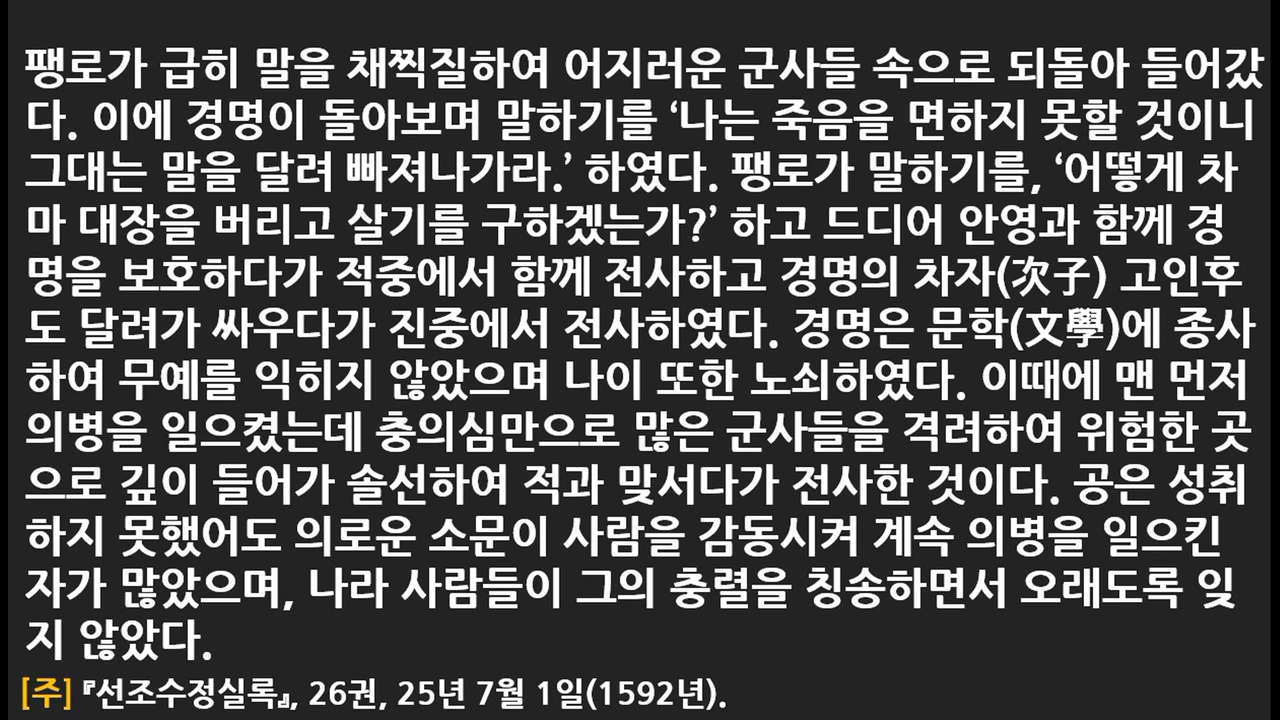 팽로가 급히 말을 채찍질하여 어지러운 군사들 속으로 되돌아 들어갔
다. 이에 경명이 돌아보며 말하기를 ‘나는 죽음을 면하지 못할 것이니
그대는 말을 달려 빠져나가라.’ 하였다. 팽로가 말하기를, ‘어떻게 차
마 대장을 버리고 살기를 구하겠는가?’ 하고 드디어 안영과 함께 경
명을 보호하다가 적중에서 함께 전사하고 경명의 차자(次子) 고인후
도 달려가 싸우다가 진중에서 전사하였다. 경명은 문학(文學)에 종사
하여 무예를 익히지 않았으며 나이 또한 노쇠하였다. 이때에 맨 먼저
의병을 일으켰는데 충의심만으로 많은 군사들을 격려하여 위험한 곳
으로 깊이 들어가 솔선하여 적과 맞서다가 전사한 것이다. 공은 성취
하지 못했어도 의로운 소문이 사람을 감동시켜 계속 의병을 일으킨
자가 많았으며, 나라 사람들이 그의 충렬을 칭송하면서 오래도록 잊
지 않았다.
[주] 『선조수정실록』, 26권, 25년 7월 1일(1592년).